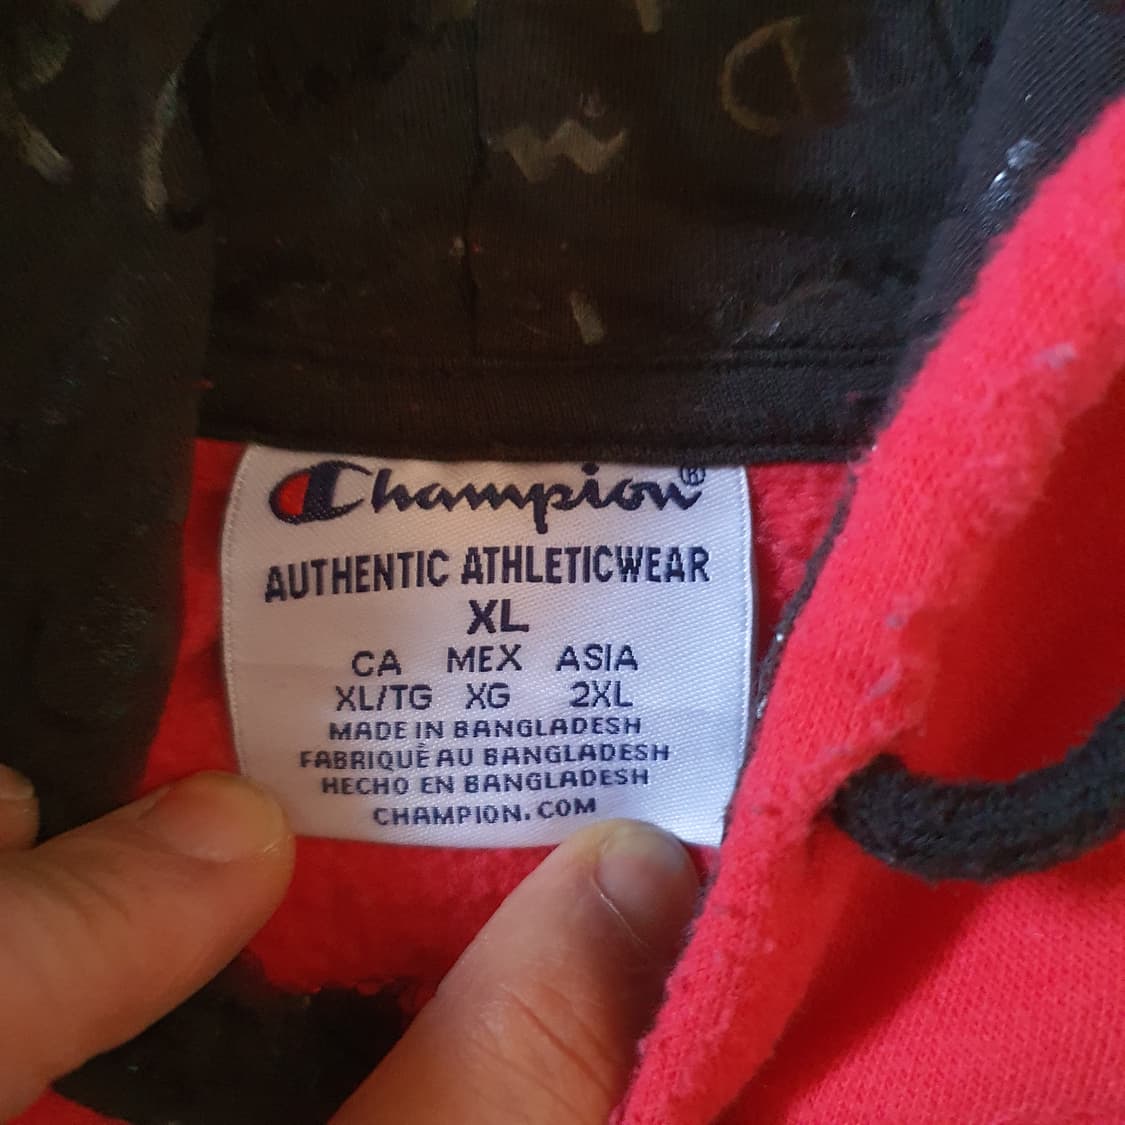 Champion®
AUTHENTIC ATHLETICWEAR
XL
CA MEX ASIA
XL/TG XG 2XL
MADE IN BANGLADESH
FABRIQUÉ AU BANGLADESH
HECHO EN BANGLADESH
CHAMPION.COM